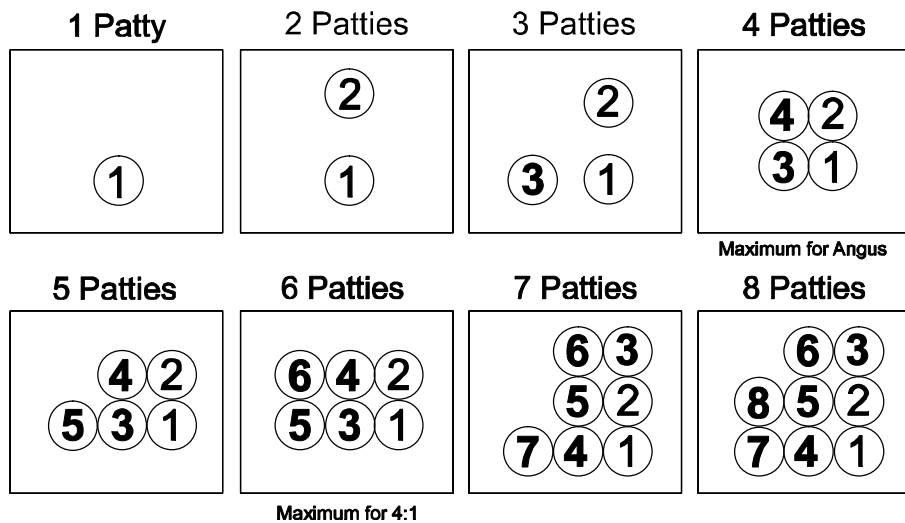 1 Patty
2 Patties
3 Patties
4 Patties
1
2
1
2
3 1
4 2
3 1
Maximum for Angus
5 Patties
6 Patties
7 Patties
8 Patties
4 2
5 3 1
6 4 2
5 3 1
6 3
5 2
7 4 1
6 3
8 5 2
7 4 1
Maximum for 4:1